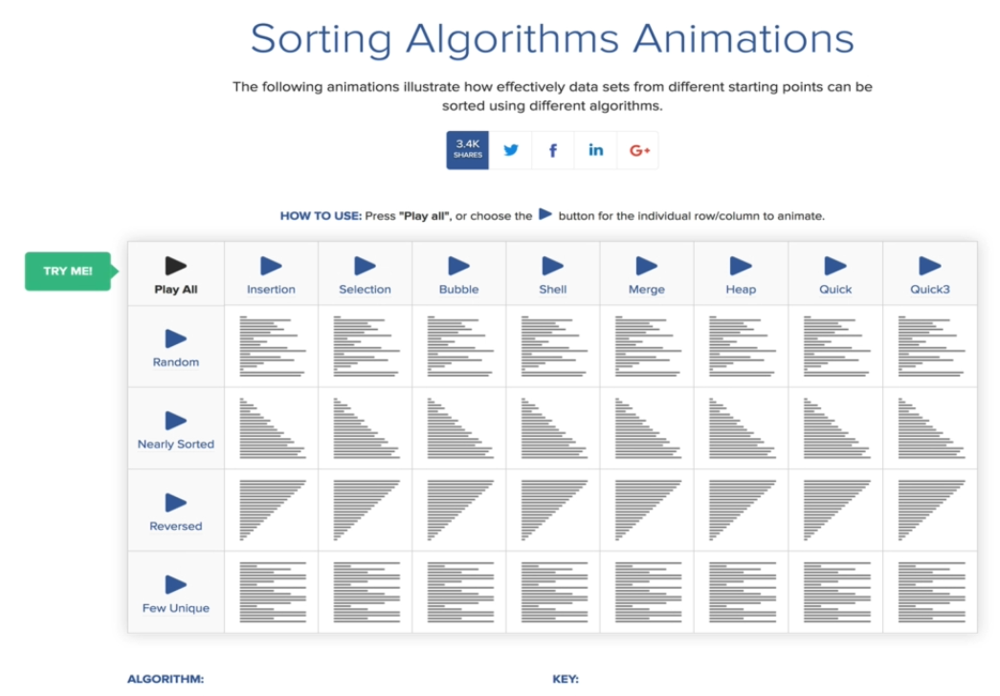 Sorting Algorithms Animations
The following animations illustrate how effectively data sets from different starting points can be
sorted using different algorithms.
3.4K
SHARES
f
in
G+
HOW TO USE: Press "Play all", or choose the button for the individual row/column to animate.
TRY ME!
Play All
Insertion
Selection
Bubble
Shell
Merge
Heap
Quick
Quick3
Random
Nearly Sorted
Reversed
Few Unique
ALGORITHM:
KEY: